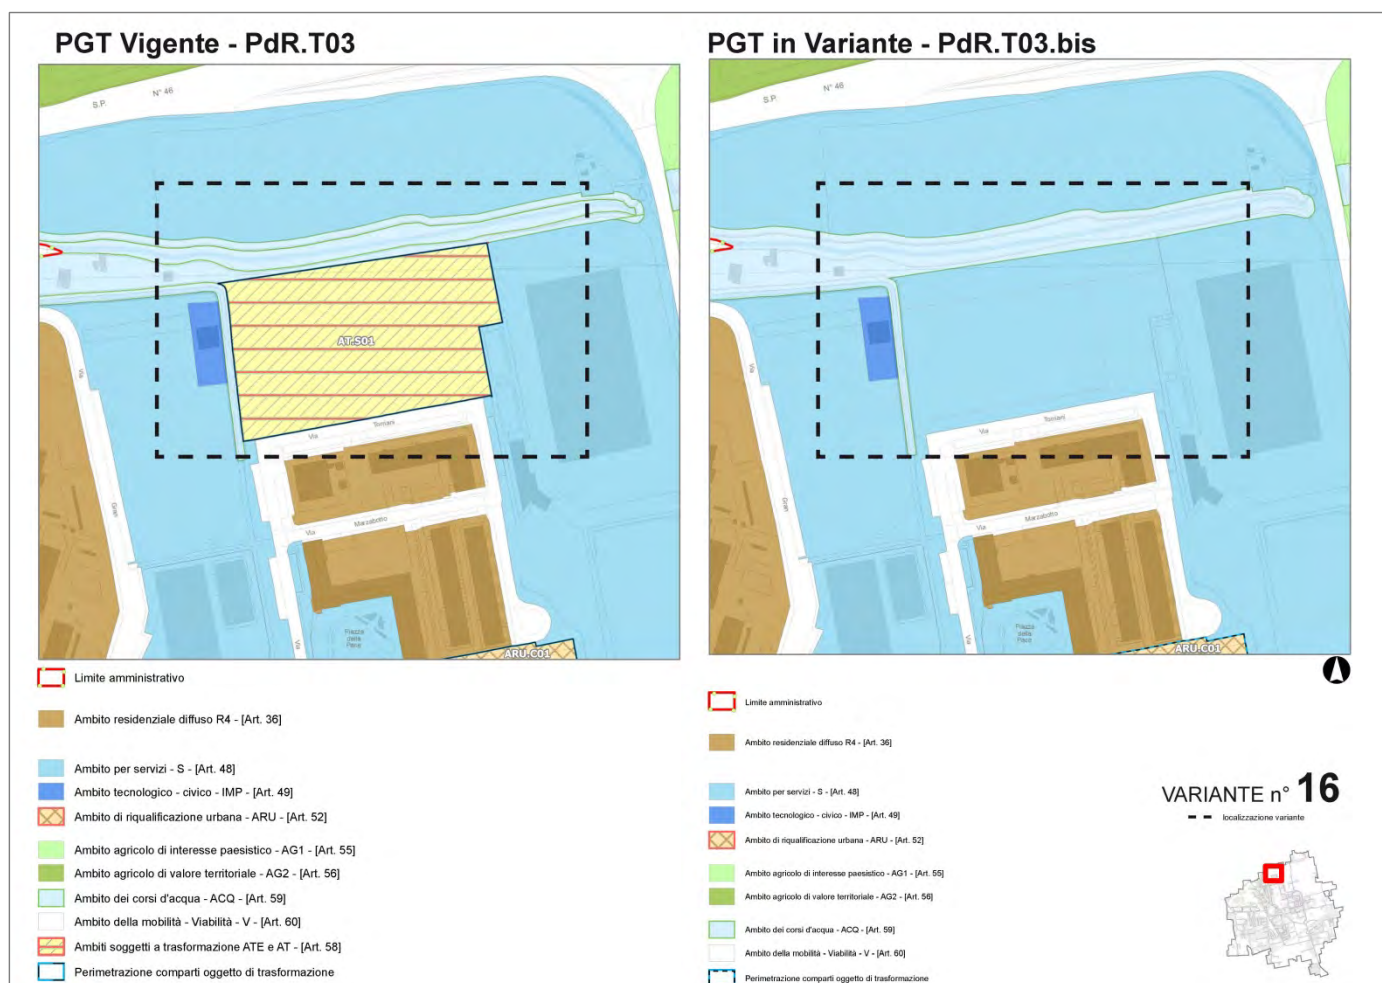 PGT Vigente - PdR.T03
S.P.
N° 46
AT.S01
Via
Torriani
Via
Gran
Via
Marzabotto
Piazza
della
Pace
Via
ARU.C01
Limite amministrativo
Ambito residenziale diffuso R4 - [Art. 36]
Ambito per servizi - S - [Art. 48]
Ambito tecnologico - civico - IMP - [Art. 49]
Ambito di riqualificazione urbana - ARU - [Art. 52]
Ambito agricolo di interesse paesistico - AG1 - [Art. 55]
Ambito agricolo di valore territoriale - AG2 - [Art. 56]
Ambito dei corsi d'acqua - ACQ - [Art. 59]
Ambito della mobilità - Viabilità - V - [Art. 60]
Ambiti soggetti a trasformazione ATE e AT - [Art. 58]
Perimetrazione comparti oggetto di trasformazione
PGT in Variante - PdR.T03.bis
S.P.
N° 46
Via
Torriani
Via
Gran
Via
Marzabotto
Piazza
della
Pace
Via
ARU.C01
Limite amministrativo
Ambito residenziale diffuso R4 - [Art. 36]
Ambito per servizi - S - [Art. 48]
Ambito tecnologico - civico - IMP - [Art. 49]
Ambito di riqualificazione urbana - ARU - [Art. 52]
Ambito agricolo di interesse paesistico - AG1 - [Art. 55]
Ambito agricolo di valore territoriale - AG2 - [Art. 56]
Ambito dei corsi d'acqua - ACQ - [Art. 59]
Ambito della mobilità - Viabilità - V - [Art. 60]
Perimetrazione comparti oggetto di trasformazione
VARIANTE n° 16
localizzazione variante